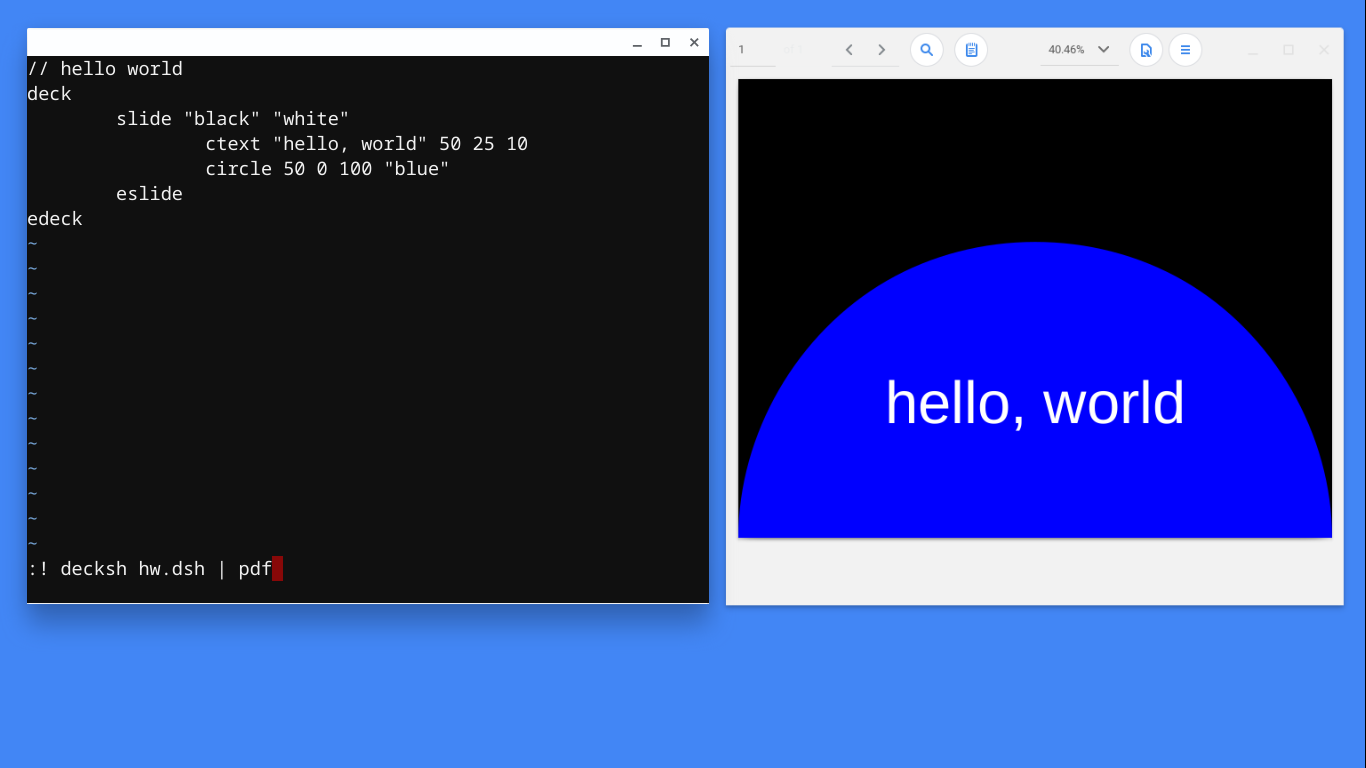 // hello world
deck
slide "black" "white"
ctext "hello, world" 50 25 10
circle 50 0 100 "blue"
eslide
edeck
~
~
~
~
~
~
~
~
~
~
~
~
~
:! decksh hw.dsh | pdf
1
40.46%
hello, world